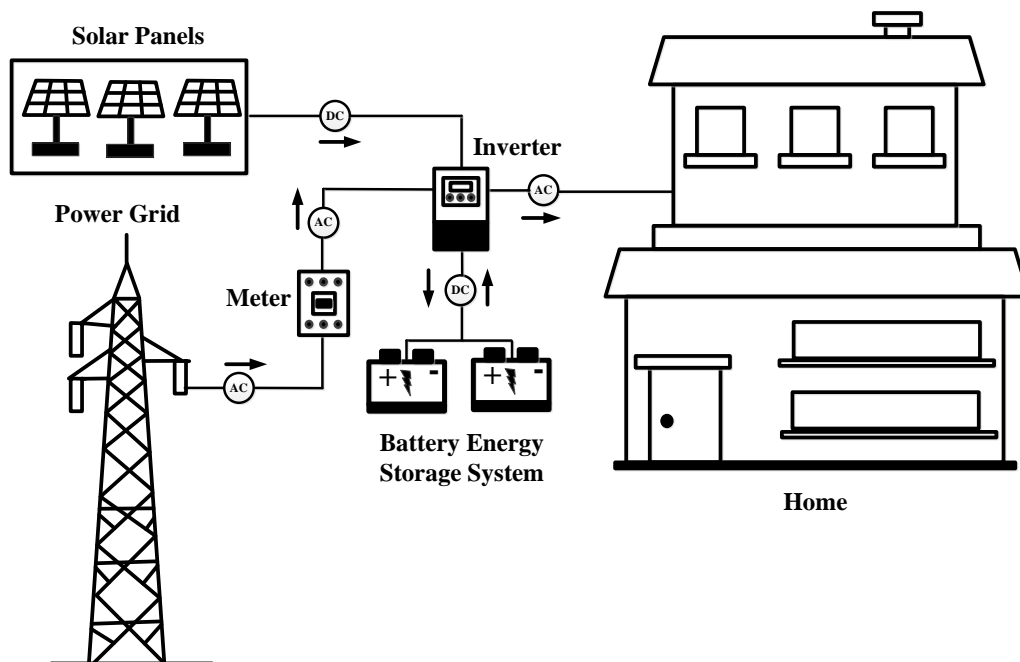 Solar Panels
DC
Inverter
AC
Power Grid
AC
Meter
DC
AC
+ -
+ -
Battery Energy
Storage System
Home